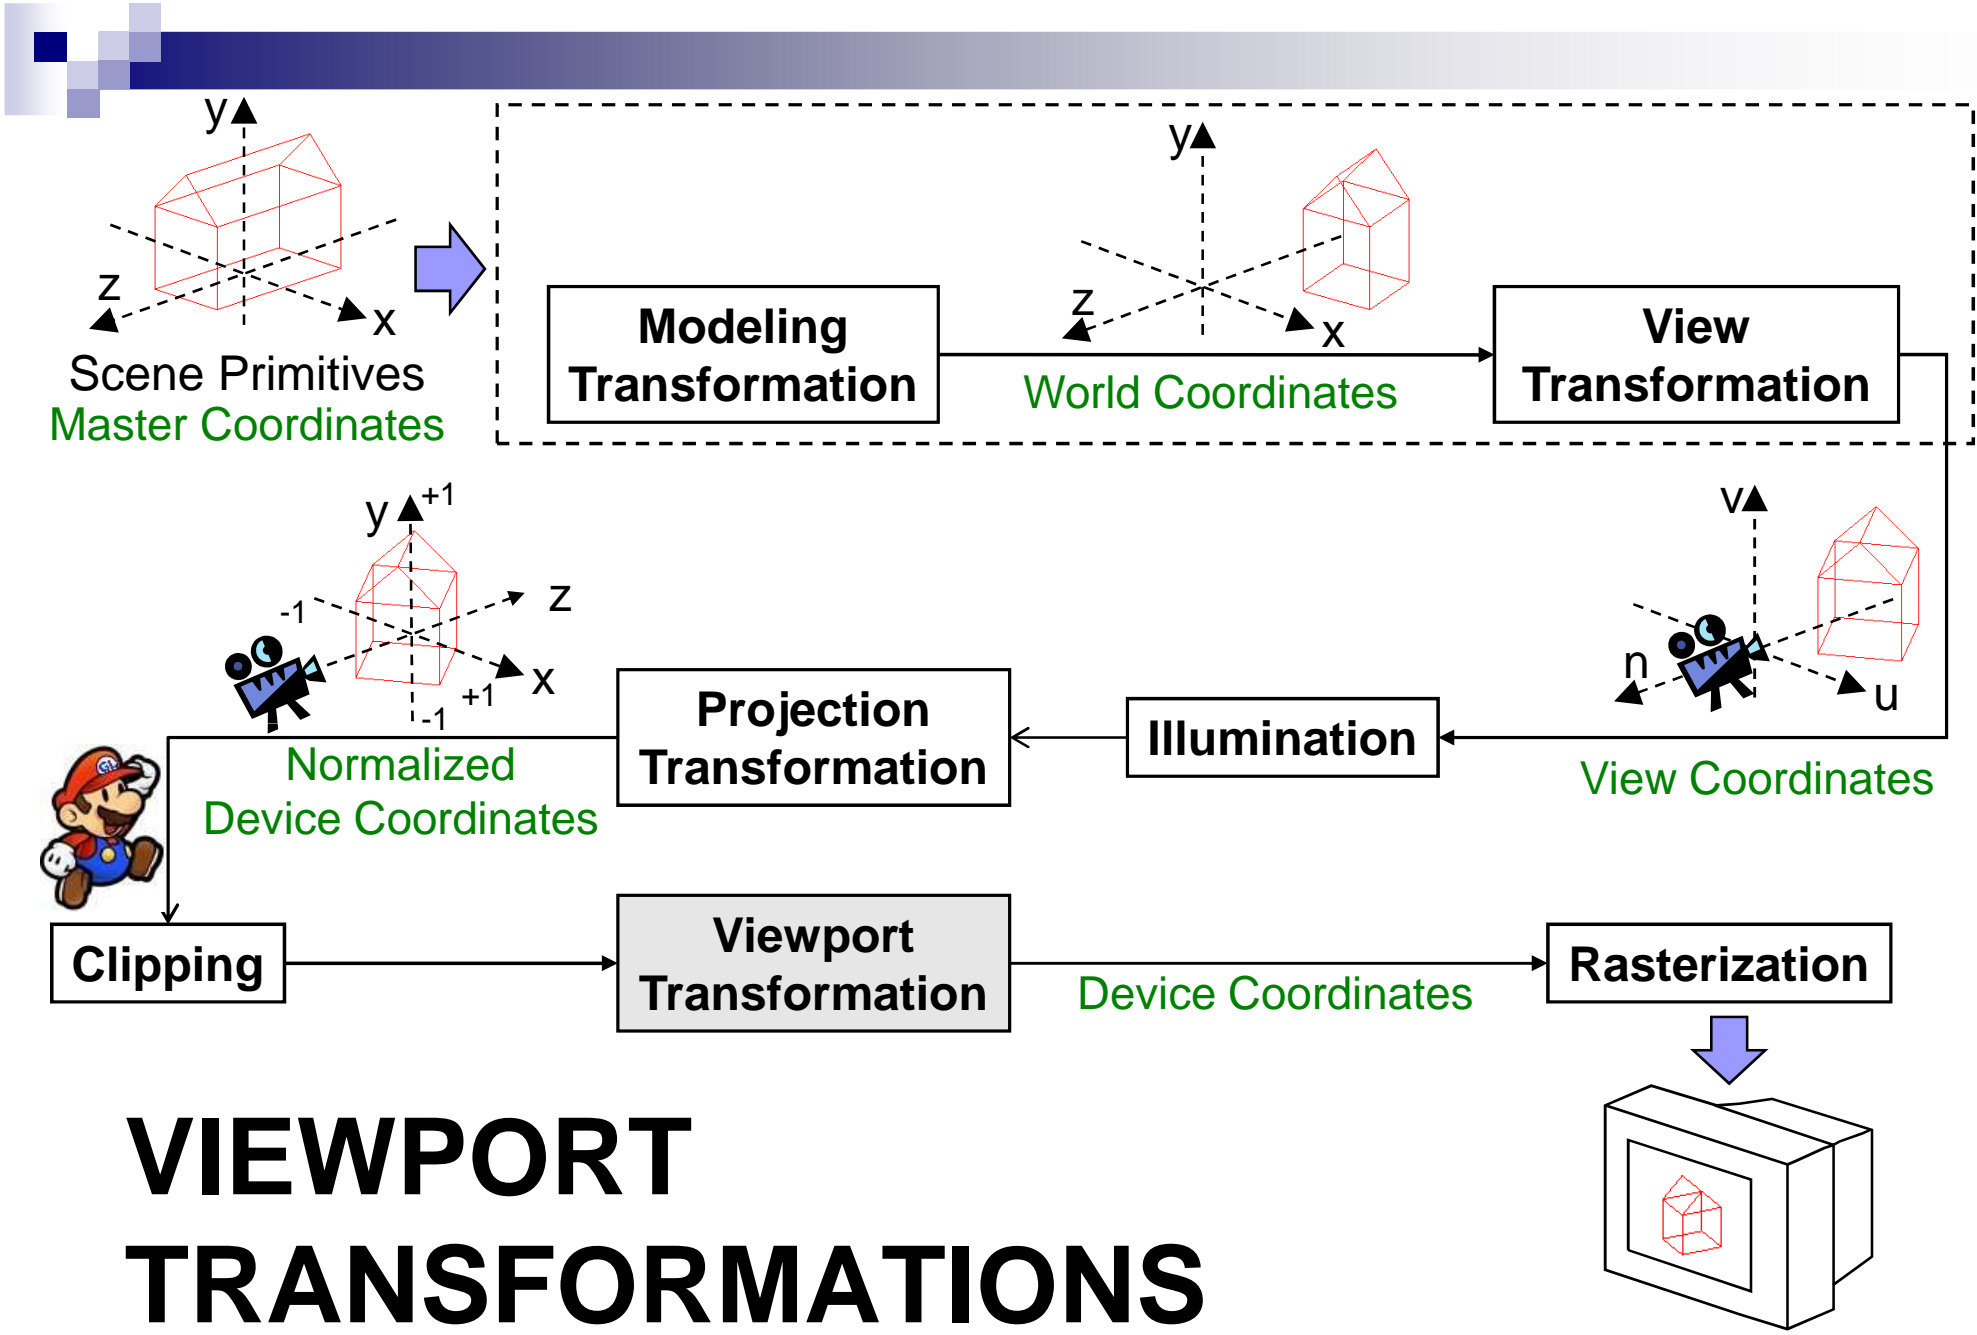 y
z
x
Scene Primitives
Master Coordinates
Modeling
Transformation
y
z
x
World Coordinates
View
Transformation
v
n
u
View Coordinates
Illumination
Projection
Transformation
y
+1
-1
z
x
+1
-1
Normalized
Device Coordinates
Clipping
Viewport
Transformation
Device Coordinates
Rasterization
VIEWPORT
TRANSFORMATIONS